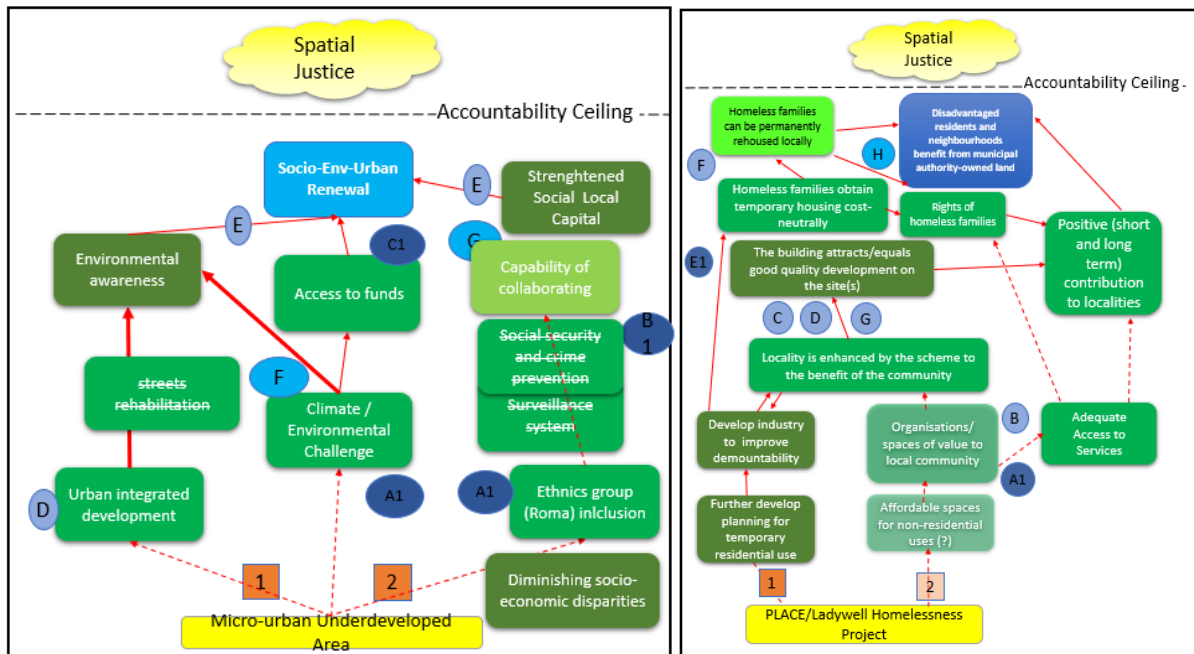 Spatial
Justice
Accountability Ceiling
Socio-Env-Urban
Renewal
E
Strenghtened
Social Local
Capital
E
C1
G
Environmental
awareness
Access to funds
Capability of
collaborating
B
1
Social security
and crime
prevention
streets
rehabilitation
F
Climate /
Environmental
Challenge
Surveillance
system
D
Urban integrated
development
A1
A1
Ethnics group
(Roma) inlclusion
1
2
Diminishing socio-
economic disparities
Micro-urban Underdeveloped
Area
Spatial
Justice
Accountability Ceiling
Homeless families
can be permanently
rehoused locally
Disadvantaged
residents and
neighbourhoods
benefit from municipal
authority-owned land
F
H
Homeless families obtain
temporary housing cost-
neutrally
Rights of
homeless families
Positive (short
and long
term)
contribution
to localities
E1
The building attracts/equals
good quality development on
the site(s)
C
D
G
Locality is enhanced by the scheme to
the benefit of the community
Develop industry
to improve
demountability
Organisations/
spaces of value to
local community
B
Adequate
Access to
Services
A1
Further develop
planning for
temporary
residential use
Affordable spaces
for non-residential
uses (?)
1
2
PLACE/Ladywell Homelessness
Project